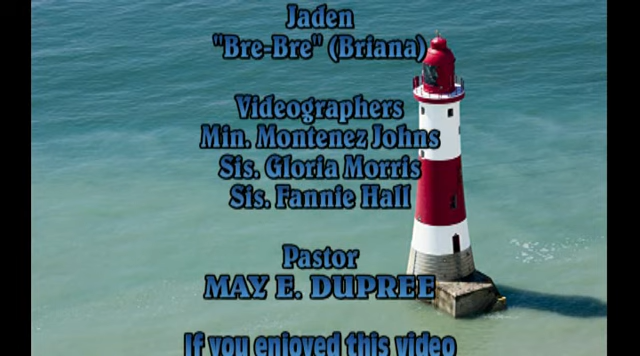 Jaden
"Bre-Bre" (Briana)
Videographers
Min. Montenez Johns
Sis. Gloria Morris
Sis. Fannie Hall
Pastor
MAY E. DUPREE
If you enjoyed this video